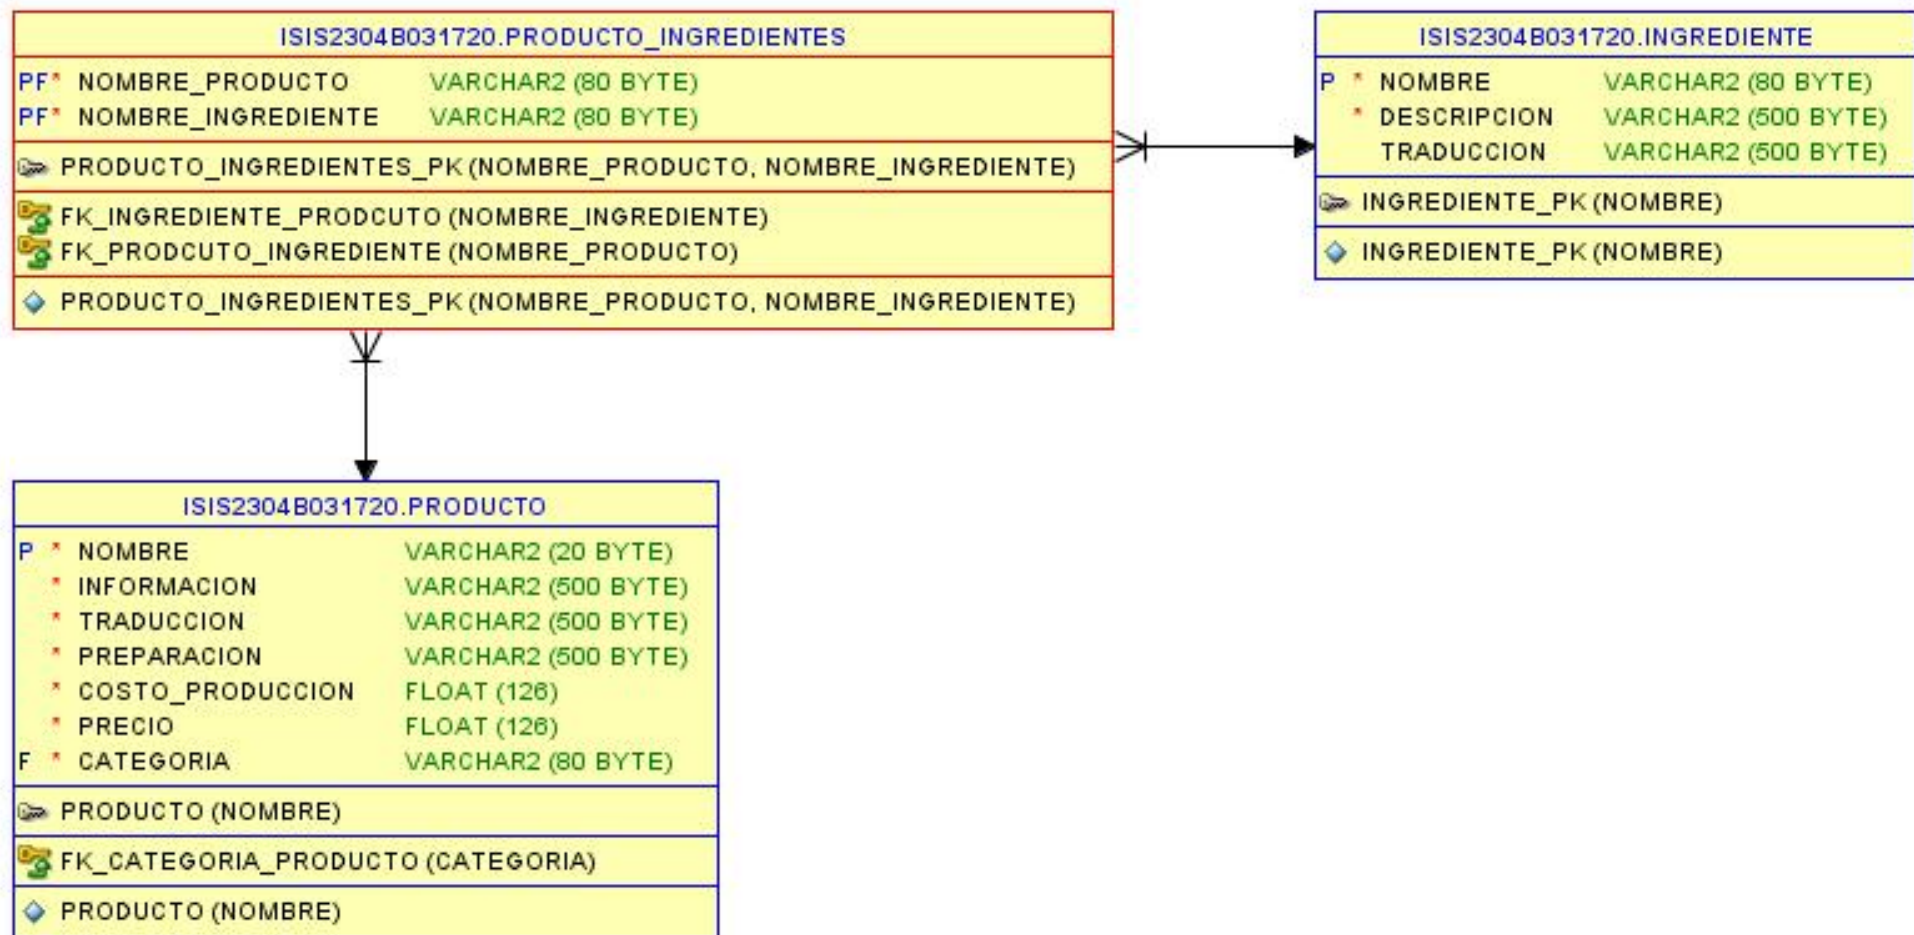 ISIS2304B031720.PRODUCTO_INGREDIENTES
PF* NOMBRE_PRODUCTO VARCHAR2 (80 BYTE)
PF* NOMBRE_INGREDIENTE VARCHAR2 (80 BYTE)
PRODUCTO_INGREDIENTES_PK (NOMBRE_PRODUCTO, NOMBRE_INGREDIENTE)
FK_INGREDIENTE_PRODCUTO (NOMBRE_INGREDIENTE)
FK_PRODCUTO_INGREDIENTE (NOMBRE_PRODUCTO)
PRODUCTO_INGREDIENTES_PK (NOMBRE_PRODUCTO, NOMBRE_INGREDIENTE)
ISIS2304B031720.INGREDIENTE
P * NOMBRE VARCHAR2 (80 BYTE)
* DESCRIPCION VARCHAR2 (500 BYTE)
TRADUCCION VARCHAR2 (500 BYTE)
INGREDIENTE_PK (NOMBRE)
INGREDIENTE_PK (NOMBRE)
ISIS2304B031720.PRODUCTO
P * NOMBRE VARCHAR2 (20 BYTE)
* INFORMACION VARCHAR2 (500 BYTE)
* TRADUCCION VARCHAR2 (500 BYTE)
* PREPARACION VARCHAR2 (500 BYTE)
* COSTO_PRODUCCION FLOAT (126)
* PRECIO FLOAT (126)
F * CATEGORIA VARCHAR2 (80 BYTE)
PRODUCTO (NOMBRE)
FK_CATEGORIA_PRODUCTO (CATEGORIA)
PRODUCTO (NOMBRE)